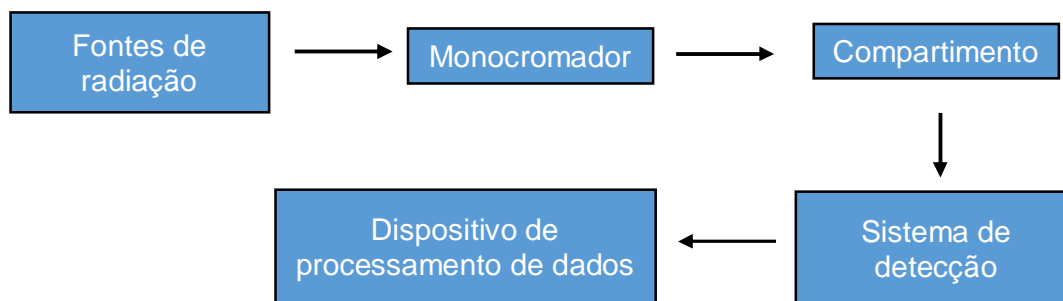 Fontes de
radiação
Monocromador
Compartimento
Sistema de
detecção
Dispositivo de
processamento de dados